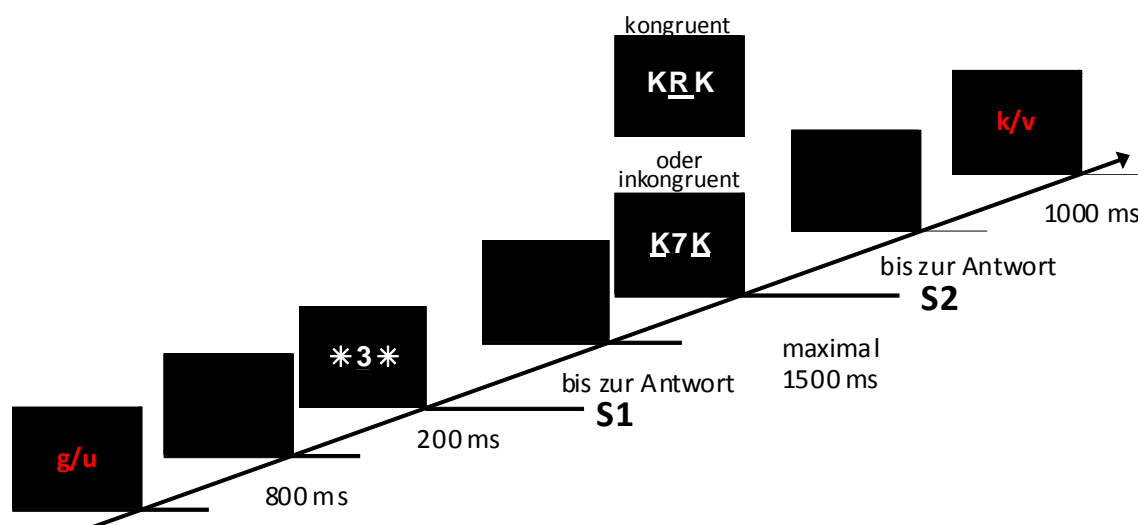 kongruent
KRK
oder
inkongruent
K7K
k/v
1000 ms
bis zur Antwort
S2
✳3✳
maximal
1500 ms
bis zur Antwort
S1
200 ms
g/u
800 ms